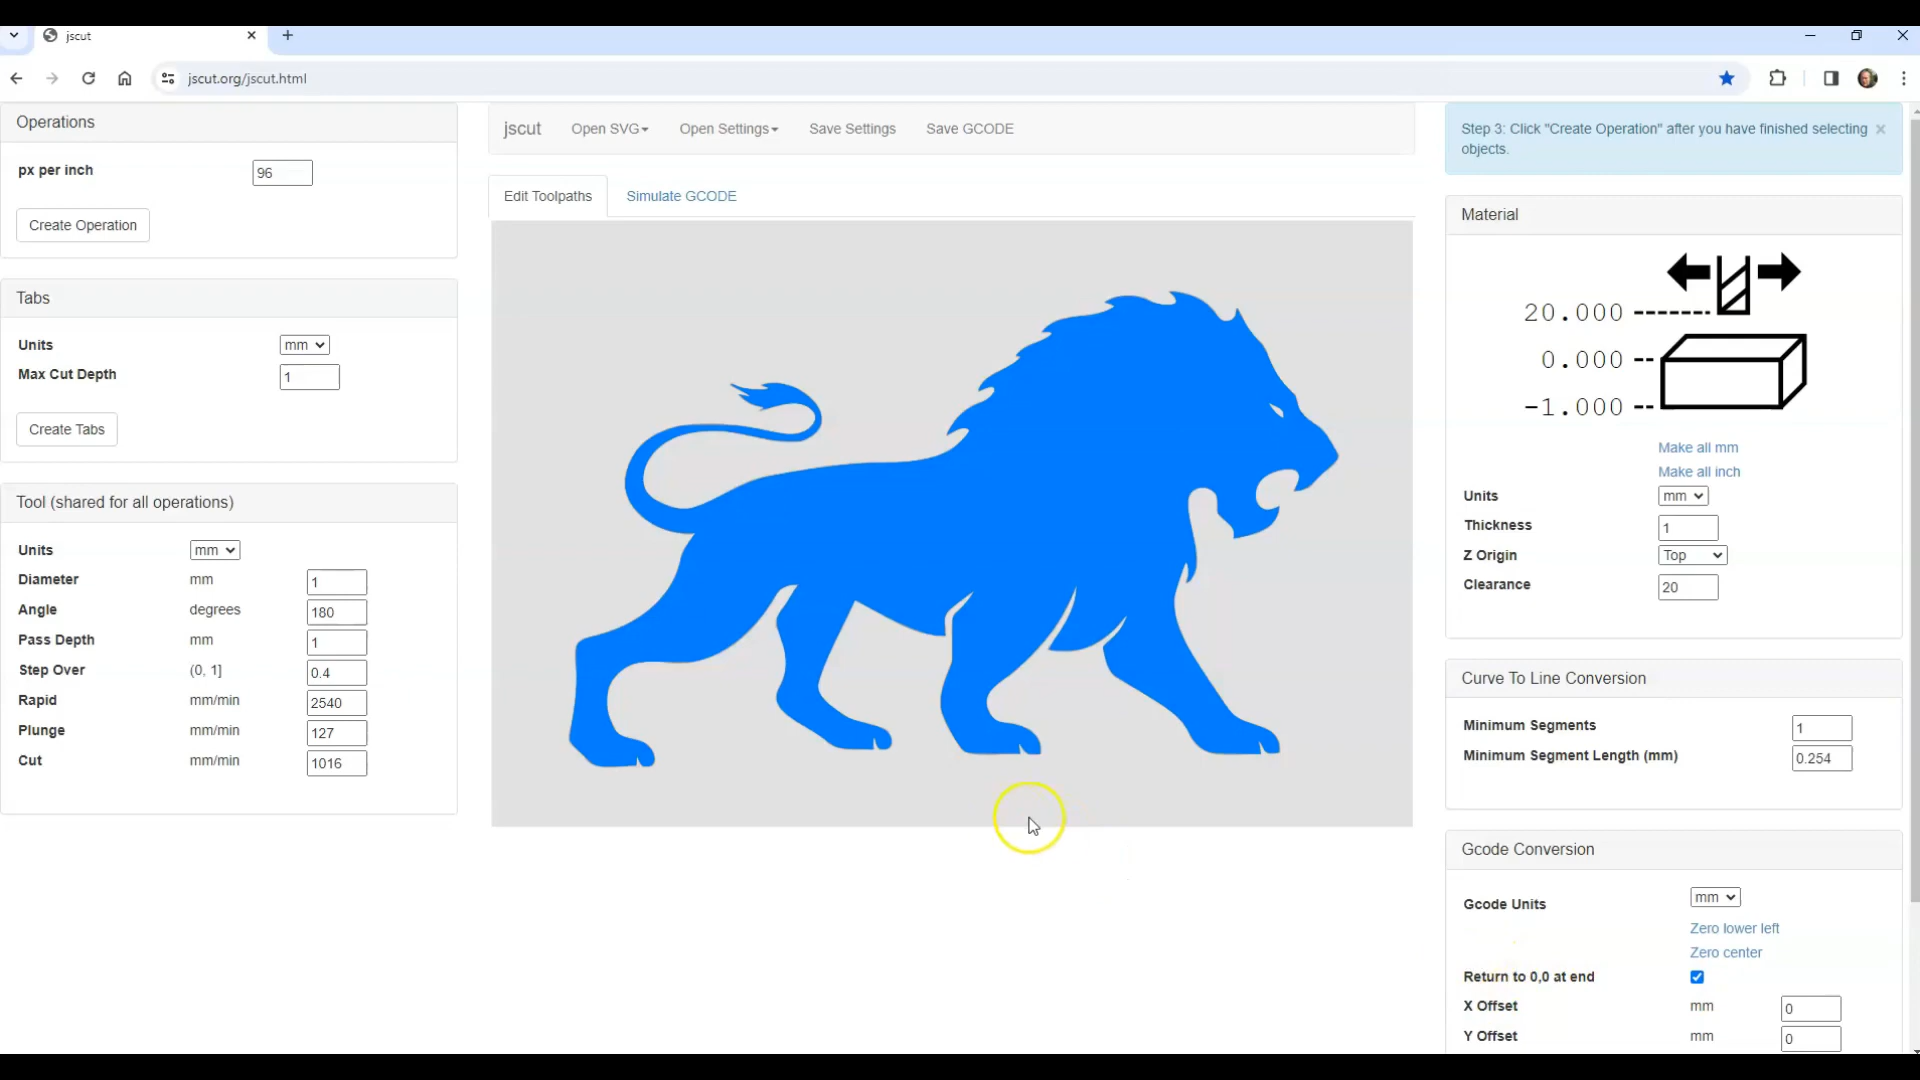 jscut
jscut.org/jscut.html
Operations
px per inch 96
Create Operation
Tabs
Units mm
Max Cut Depth 1
Create Tabs
Tool (shared for all operations)
Units mm
Diameter mm 1
Angle degrees 180
Pass Depth mm 1
Step Over (0, 1] 0.4
Rapid mm/min 2540
Plunge mm/min 127
Cut mm/min 1016
jscut Open SVG Open Settings Save Settings Save GCODE
Edit Toolpaths Simulate GCODE
Step 3: Click "Create Operation" after you have finished selecting
objects.
Material
20.000
0.000
-1.000
Make all mm
Make all inch
Units mm
Thickness 1
Z Origin Top
Clearance 20
Curve To Line Conversion
Minimum Segments 1
Minimum Segment Length (mm) 0.254
Gcode Conversion
Gcode Units mm
Zero lower left
Zero center
Return to 0,0 at end
X Offset mm 0
Y Offset mm 0